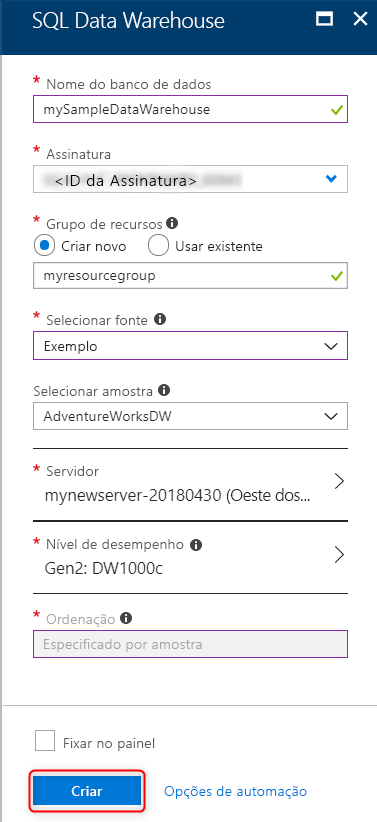 SQL Data Warehouse
* Nome do banco de dados
mySampleDataWarehouse
* Assinatura
<ID da Assinatura>
* Grupo de recursos
Criar novo Usar existente
myresourcegroup
* Selecionar fonte
Exemplo
Selecionar amostra
AdventureWorksDW
* Servidor
mynewserver-20180430 (Oeste dos...
* Nível de desempenho
Gen2: DW1000c
* Ordenação
Especificado por amostra
Fixar no painel
Criar Opções de automação